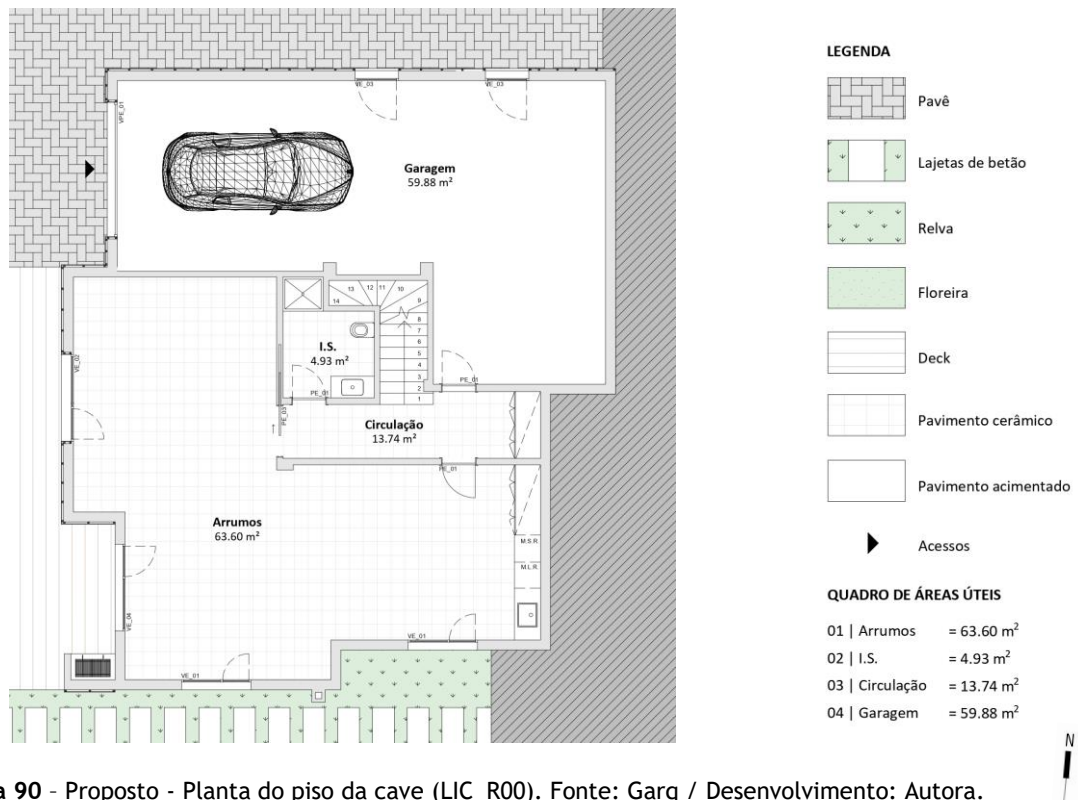 VE_03
VE_03
VPE_01
Garagem
59.88 m²
13 12 11 10
14
9
8
7
6
5
4
3
2
1
I.S.
4.93 m²
PE_01
PE_01
PE_03
VE_02
Circulação
13.74 m²
PE_01
Arrumos
63.60 m²
M.S.R.
M.L.R.
VE_04
VE_01
VE_01
LEGENDA
Pavê
Lajetas de betão
Relva
Floreira
Deck
Pavimento cerâmico
Pavimento acimentado
Acessos
QUADRO DE ÁREAS ÚTEIS
01 | Arrumos = 63.60 m²
02 | I.S. = 4.93 m²
03 | Circulação = 13.74 m²
04 | Garagem = 59.88 m²
N
a 90 – Proposto - Planta do piso da cave (LIC_R00). Fonte: Garq / Desenvolvimento: Autora.